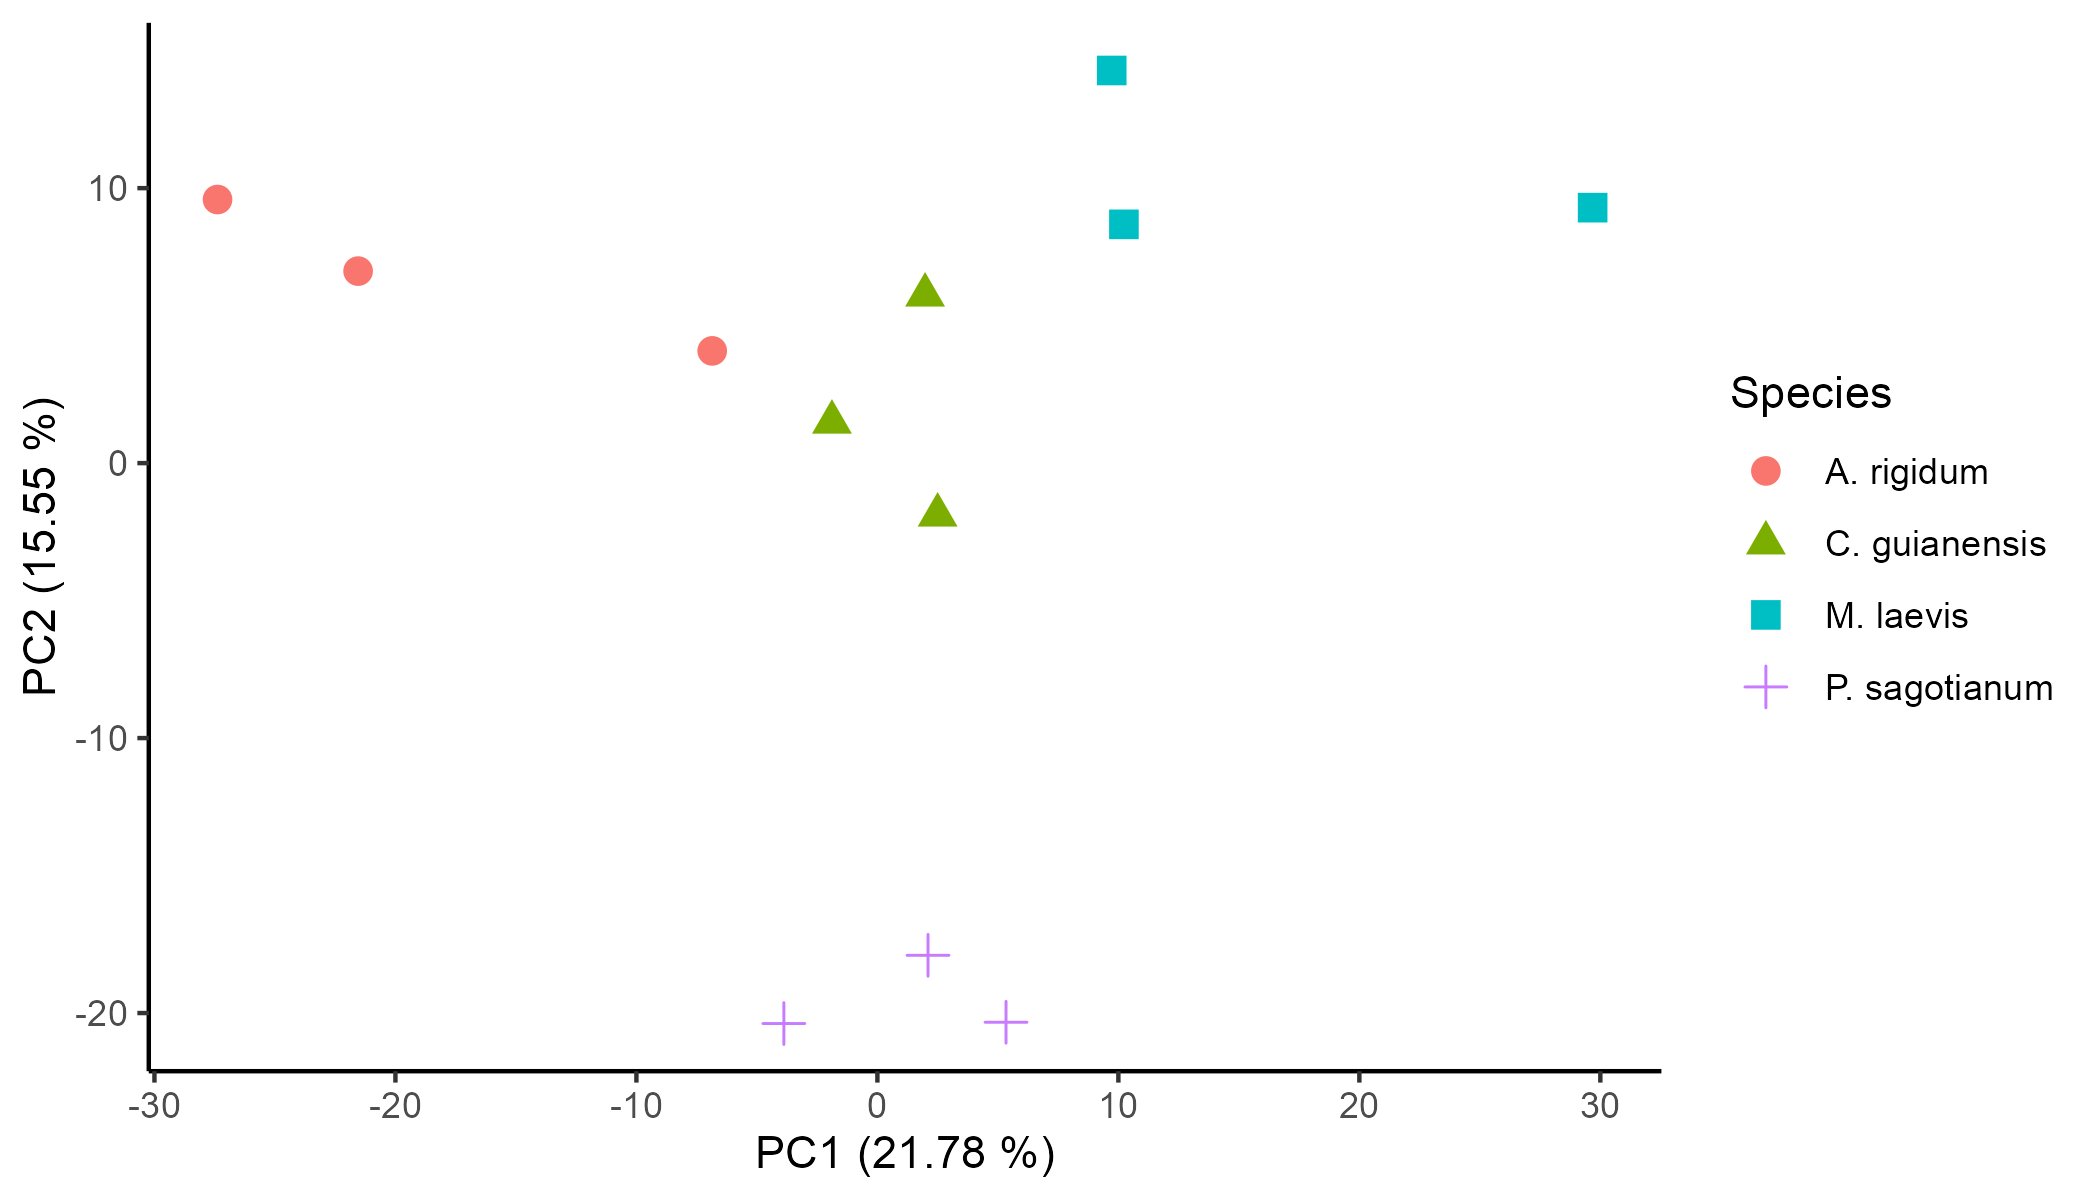 10
0
-10
-20
PC2 (15.55 %)
-30
-20
-10
0
10
20
30
PC1 (21.78 %)
Species
A. rigidum
C. guianensis
M. laevis
P. sagotianum